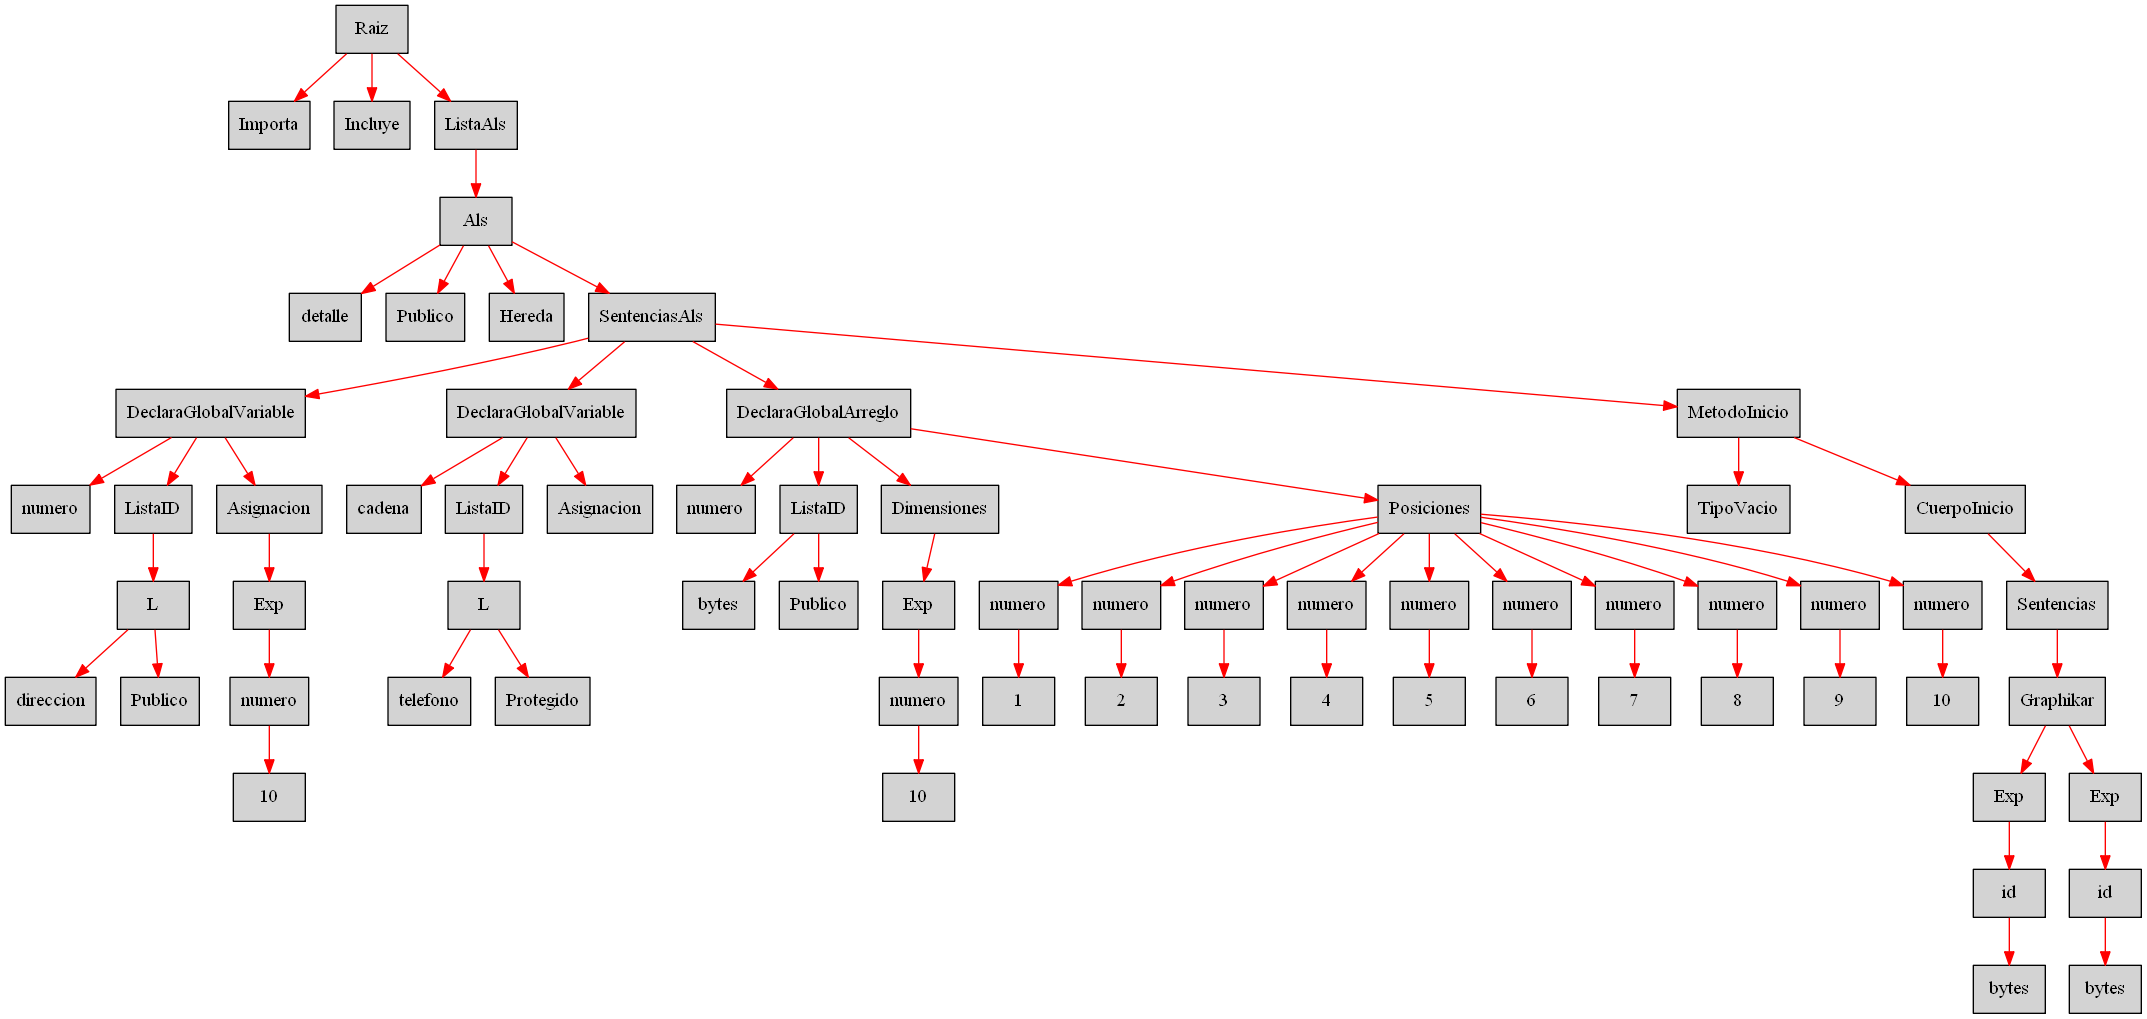 Raiz
Importa Incluye ListaAls
Als
detalle Publico Hereda SentenciasAls
DeclaraGlobalVariable DeclaraGlobalVariable DeclaraGlobalArreglo MetodoInicio
numero ListaID Asignacion cadena ListaID Asignacion numero ListaID Dimensiones Posiciones TipoVacio CuerpoInicio
L Exp L bytes Publico Exp numero numero numero numero numero numero numero numero numero numero Sentencias
direccion Publico numero telefono Protegido numero 1 2 3 4 5 6 7 8 9 10 Graphikar
10 10 Exp Exp
id id
bytes bytes